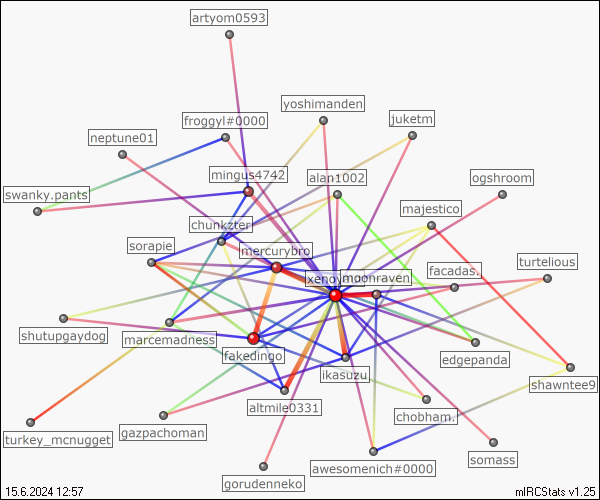 artyom0593
yoshimanden
froggyl#0000
juketm
neptune01
mingus4742
alan1002
ogshroom
swanky.pants
majestico
chunkzter
sorapie
mercurybro
turtelious
facadas.
moonraven
shutupgaydog
marcemadness
fakedingo
edgepanda
ikasuzu
shawntee9
altmile0331
chobham.
turkey_mcnugget
gazpachoman
somass
awesomenich#0000
gorudenneko
15.6.2024 12:57
mIRCStats v1.25